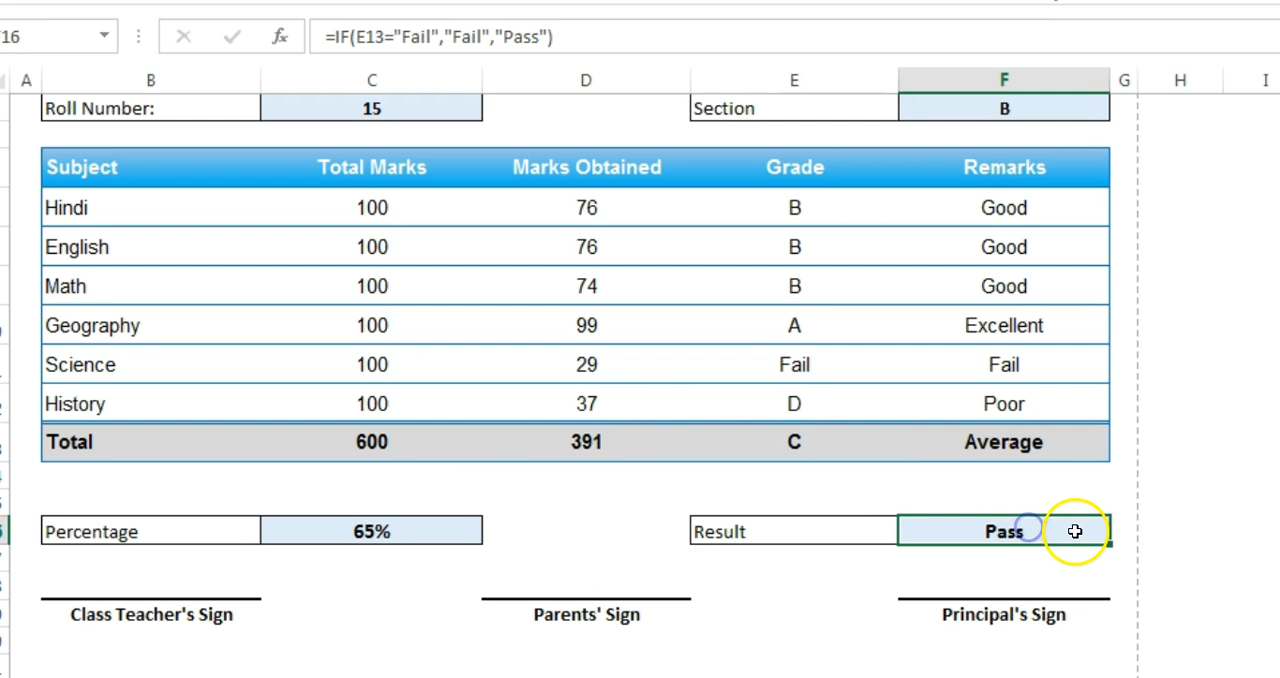 16 =IF(E13="Fail","Fail","Pass")
A B C D E F G H I
Roll Number: 15 Section B
Subject Total Marks Marks Obtained Grade Remarks
Hindi 100 76 B Good
English 100 76 B Good
Math 100 74 B Good
Geography 100 99 A Excellent
Science 100 29 Fail Fail
History 100 37 D Poor
Total 600 391 C Average
Percentage 65% Result Pass
Class Teacher's Sign Parents' Sign Principal's Sign